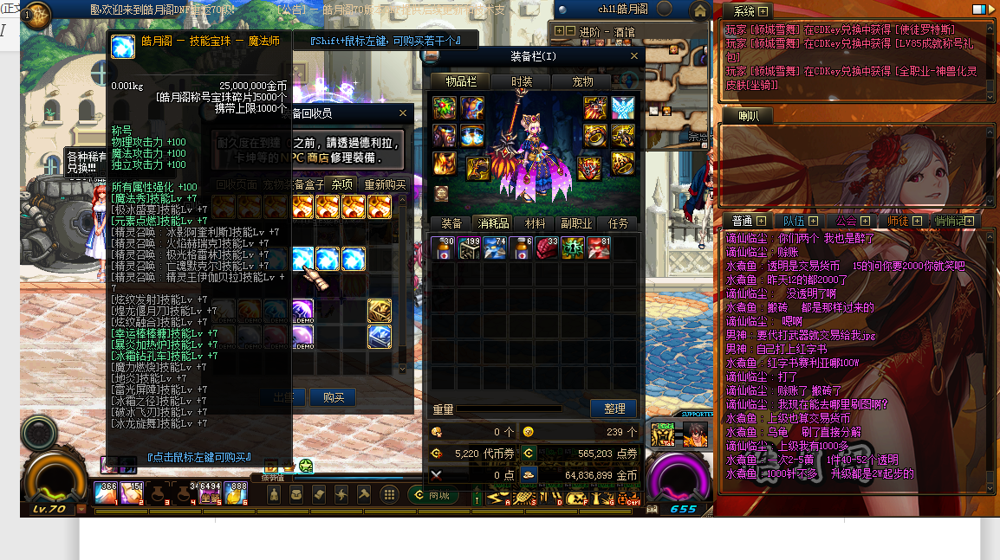 (正文
1
欢迎来到皓月阁DNF重返70级
[公告] — 皓月阁70版
ch11.皓月阁
进阶 - 酒馆
『Shift+鼠标左键，可购买若干个』
皓月阁 — 技能宝珠 — 魔法师
0.001kg
25,000,000金币
[皓月阁称号宝珠碎片]5000个
携带上限:1000个
称号
物理攻击力 +100
魔法攻击力 +100
独立攻击力 +100
所有属性强化 +100
[魔法秀]技能Lv +7
[极冰盛宴]技能Lv +7
[元素点燃]技能Lv +7
[精灵召唤：冰影阿奎利斯]技能Lv +7
[精灵召唤：火焰赫瑞克]技能Lv +7
[精灵召唤：极光格雷林]技能Lv +7
[精灵召唤：亡魂默克尔]技能Lv +7
[精灵召唤：精灵王伊伽贝拉]技能Lv +
7
[炫纹发射]技能Lv +7
[煌龙偃月刀]技能Lv +7
[炫纹融合]技能Lv +7
[幸运棒棒糖]技能Lv +7
[暴炎加热炉]技能Lv +7
[冰霜钻孔车]技能Lv +7
[魔力燃烧]技能Lv +7
[地炎]技能Lv +7
[雷光屏障]技能Lv +7
[冰霜之径]技能Lv +7
[破冰飞刃]技能Lv +7
[冰龙旋舞]技能Lv +7
『点击鼠标左键可购买』
各种稀有
兑换!!!
备回收员
耐久度在到達 0之前，請透過德利拉，
卡坤等的NPC 商店修理裝備．
回收页面
宠物装
备盒子
杂项
重新购买
DEMO
DEMO
出售
购买
装备栏(I)
物品栏
时装
宠物
装备
消耗品
材料
副职业
任务
30
199
74
6
33
81
重量
整理
0 个
239 个
5,220 代币券
565,203 点券
0 点
64,836,899 金币
疲劳值
366
151
34
6494
888
商城
Lv.70
SUPPORTER
655
系统
玩家 [倾城雪舞] 在CDKey兑换中获得 [使徒罗特斯]
玩家 [倾城雪舞] 在CDKey兑换中获得 [LV85成就称号礼
包]
玩家 [倾城雪舞] 在CDKey兑换中获得 [全职业-神兽化灵
皮肤[坐骑]]
喇叭
普通
队伍
公会
师徒
悄悄话
谪仙临尘：你们两个 我也是醉了
谪仙临尘：赊账
水煮鱼：透明是交易货币  15的问你要2000你就笑吧
水煮鱼：昨天12的都2000了
谪仙临尘：  没透明了啊
水煮鱼：搬砖  都是那样过来的
谪仙临尘： 嗯啊
男神：要代打武器就交易给我jpg
男神：自己打上红字书
水煮鱼：红字书赛利亚哪100W
谪仙临尘：打了
谪仙临尘：赊账了 搬砖了
谪仙临尘：我现在能去哪里刷图啊？
水煮鱼：上级也算交易货币
水煮鱼：乌龟  刷了直接分解
谪仙临尘：上级我有1000多
水煮鱼：一次2-5黄  1件40-52个透明
水煮鱼：1000针不多  升级都是2W起步的